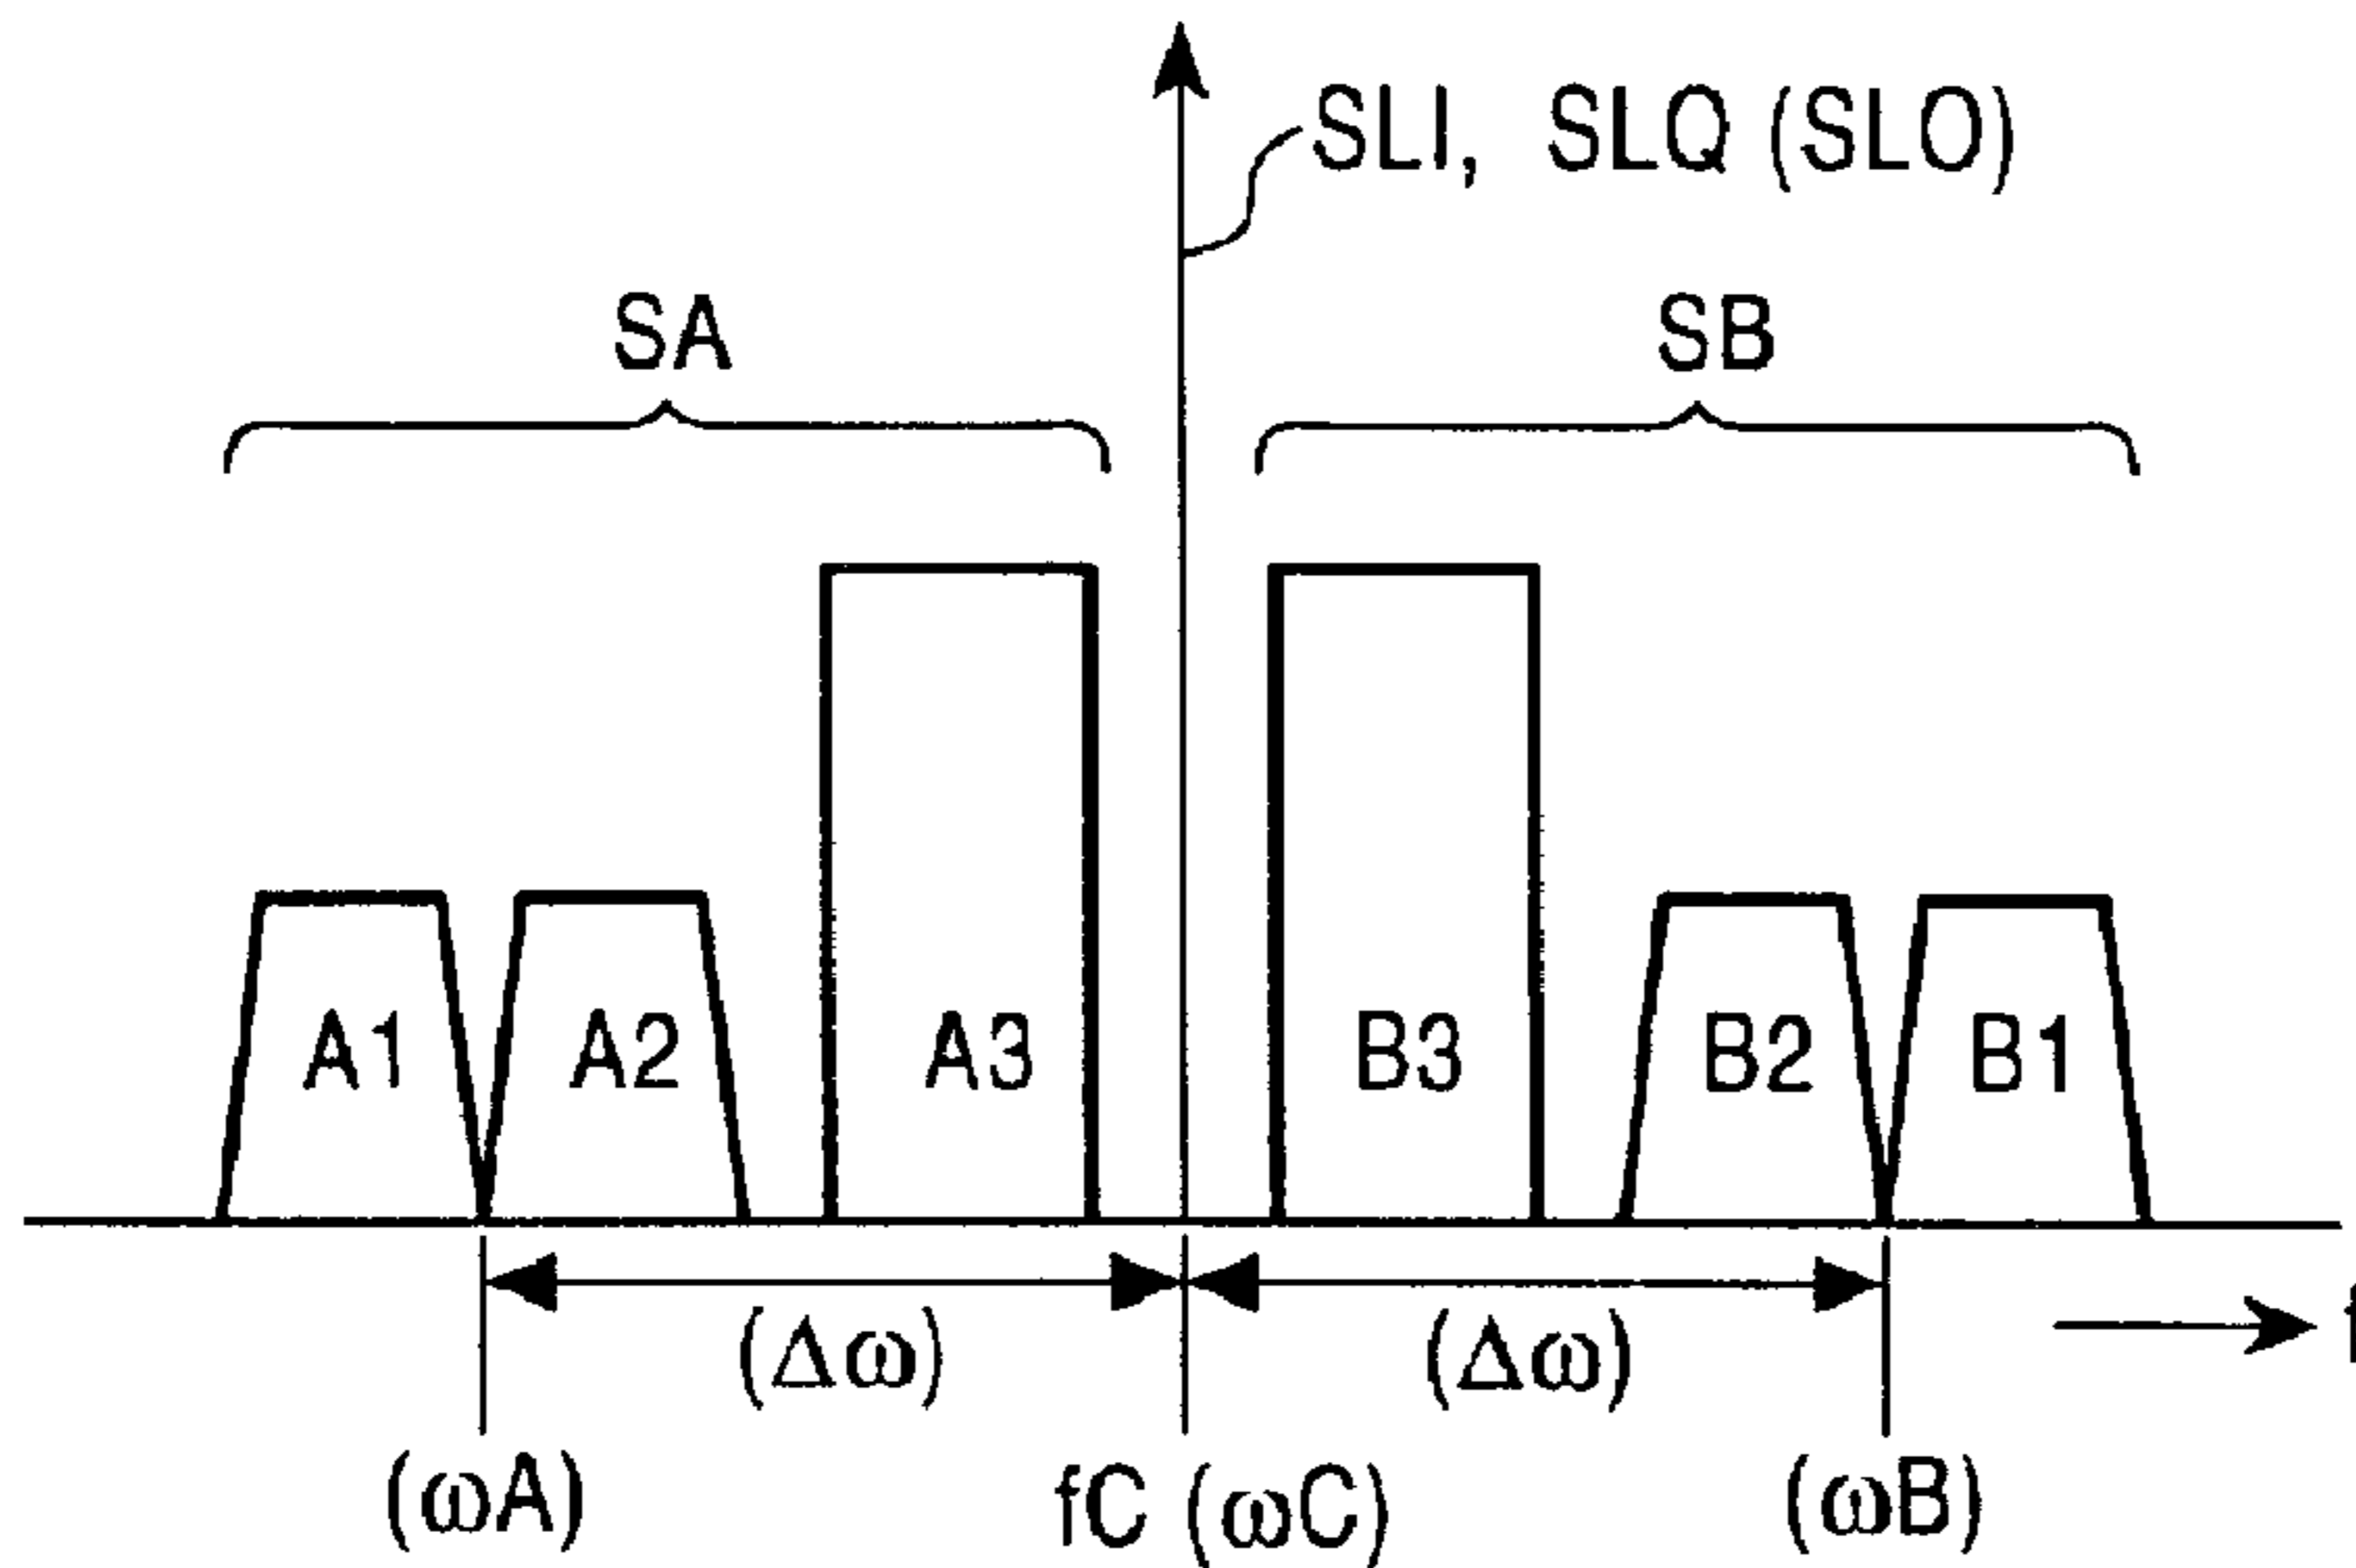 SLI, SLQ (SLO)
SA SB
A1 A2 A3 B3 B2 B1
(Δω) (Δω)
f
(ωA) fC (ωC) (ωB)